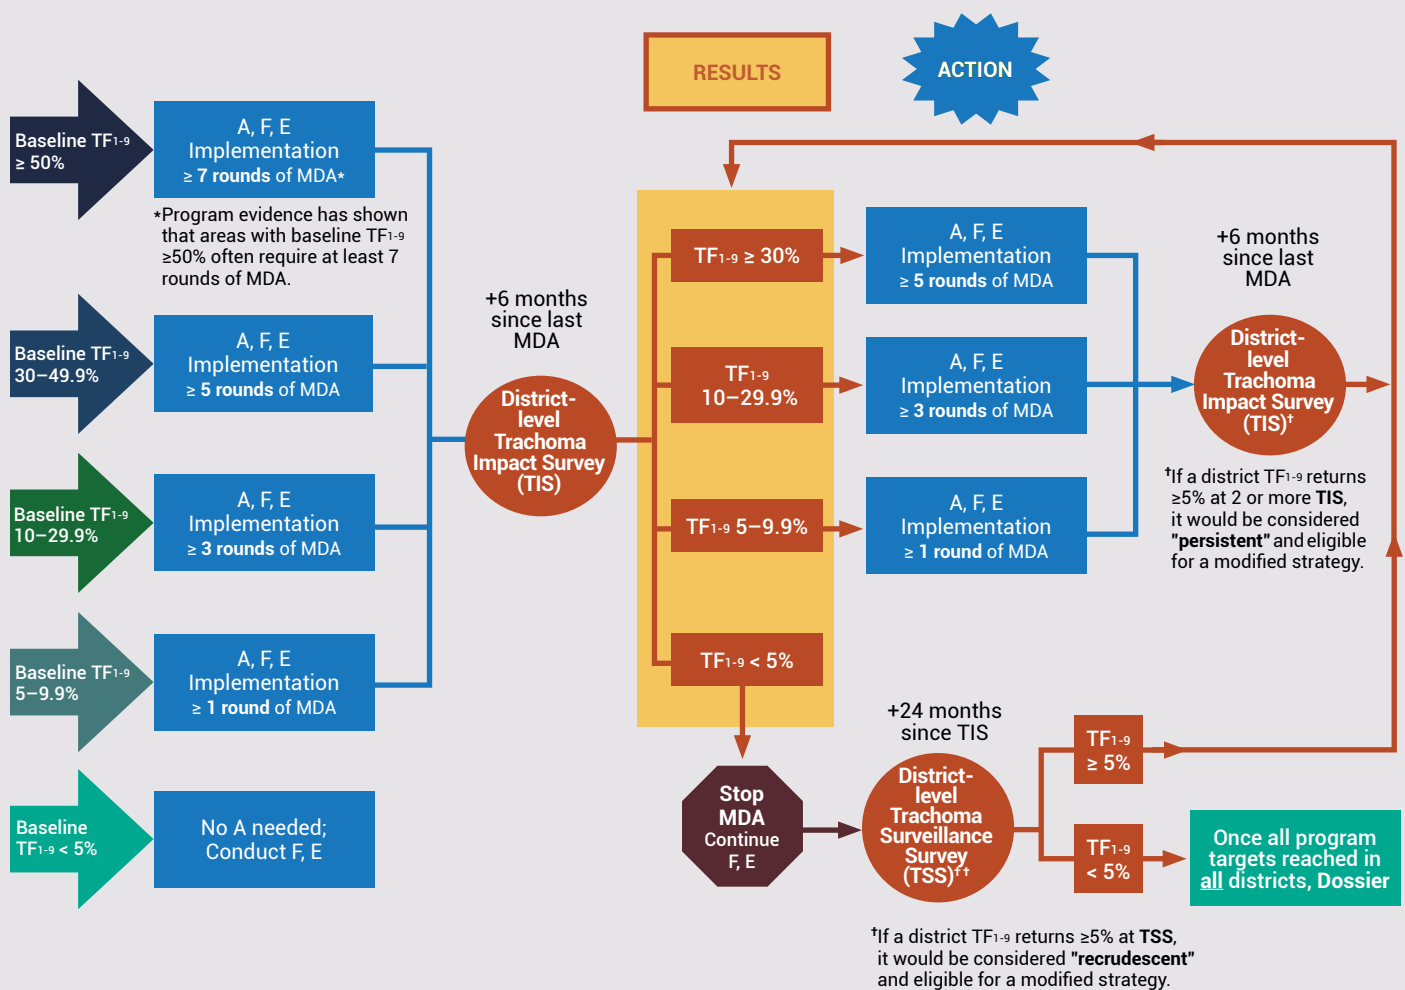 RESULTS
ACTION
Baseline TF1-9
≥ 50%
A, F, E
Implementation
≥ 7 rounds of MDA*
*Program evidence has shown
that areas with baseline TF1-9
≥50% often require at least 7
rounds of MDA.
Baseline TF1-9
30–49.9%
A, F, E
Implementation
≥ 5 rounds of MDA
Baseline TF1-9
10–29.9%
A, F, E
Implementation
≥ 3 rounds of MDA
Baseline TF1-9
5–9.9%
A, F, E
Implementation
≥ 1 round of MDA
Baseline
TF1-9 < 5%
No A needed;
Conduct F, E
+6 months
since last
MDA
District-
level
Trachoma
Impact Survey
(TIS)
TF1-9 ≥ 30%
A, F, E
Implementation
≥ 5 rounds of MDA
TF1-9
10–29.9%
A, F, E
Implementation
≥ 3 rounds of MDA
TF1-9 5–9.9%
A, F, E
Implementation
≥ 1 round of MDA
TF1-9 < 5%
+6 months
since last
MDA
District-
level
Trachoma
Impact Survey
(TIS)†
†If a district TF1-9 returns
≥5% at 2 or more TIS,
it would be considered
"persistent" and eligible
for a modified strategy.
Stop
MDA
Continue
F, E
+24 months
since TIS
District-
level
Trachoma
Surveillance
Survey
(TSS)††
TF1-9
≥ 5%
TF1-9
< 5%
Once all program
targets reached in
all districts, Dossier
†If a district TF1-9 returns ≥5% at TSS,
it would be considered "recrudescent"
and eligible for a modified strategy.